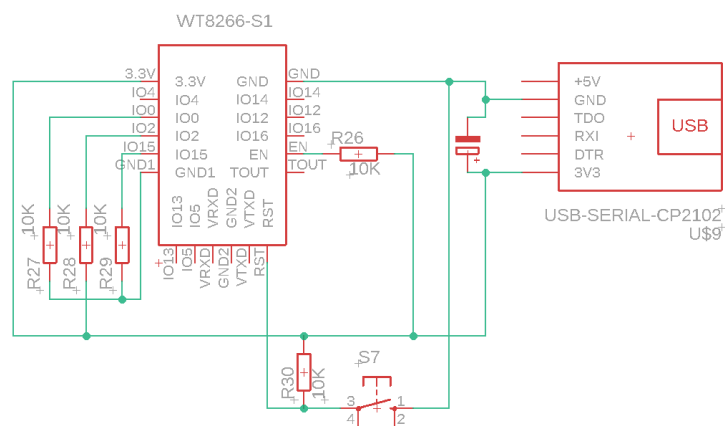 WT8266-S1
3.3V 3.3V GND GND
IO4 IO4 IO14 IO14
IO0 IO0 IO12 IO12
IO2 IO2 IO16 IO16
IO15 IO15 EN EN
GND1 GND1 TOUT TOUT
IO13 IO5 VRXD GND2 VTXD RST
IO13 IO5 VRXD GND2 VTXD RST
R26
10K
+5V
GND
TDO
RXI
DTR
3V3
USB
+
USB-SERIAL-CP2102
U$9
10K 10K 10K
R27 R28 R29
R30 10K
S7
3 1
4 2